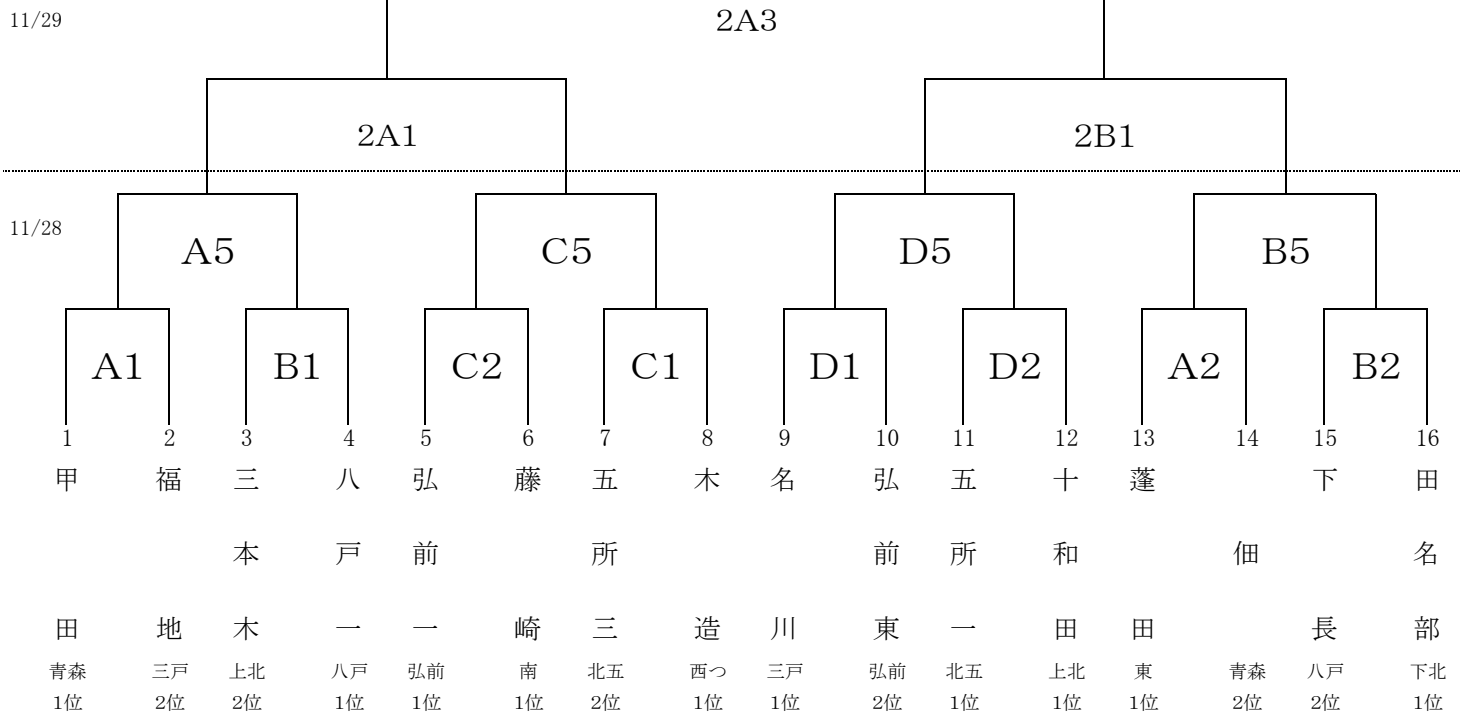 11/29
2A3
2A1 2B1
11/28
A5 C5 D5 B5
A1 B1 C2 C1 D1 D2 A2 B2
1 2 3 4 5 6 7 8 9 10 11 12 13 14 15 16
甲田
福地
三本木
八戸一
弘前一
藤崎
五所三
木造
名川
弘前東
五所一
十和田
蓬田
佃
下長
田名部
青森 三戸 上北 八戸 弘前 南 北五 西つ 三戸 弘前 北五 上北 東 青森 八戸 下北
1位 2位 2位 1位 1位 1位 2位 1位 1位 2位 1位 1位 1位 2位 2位 1位